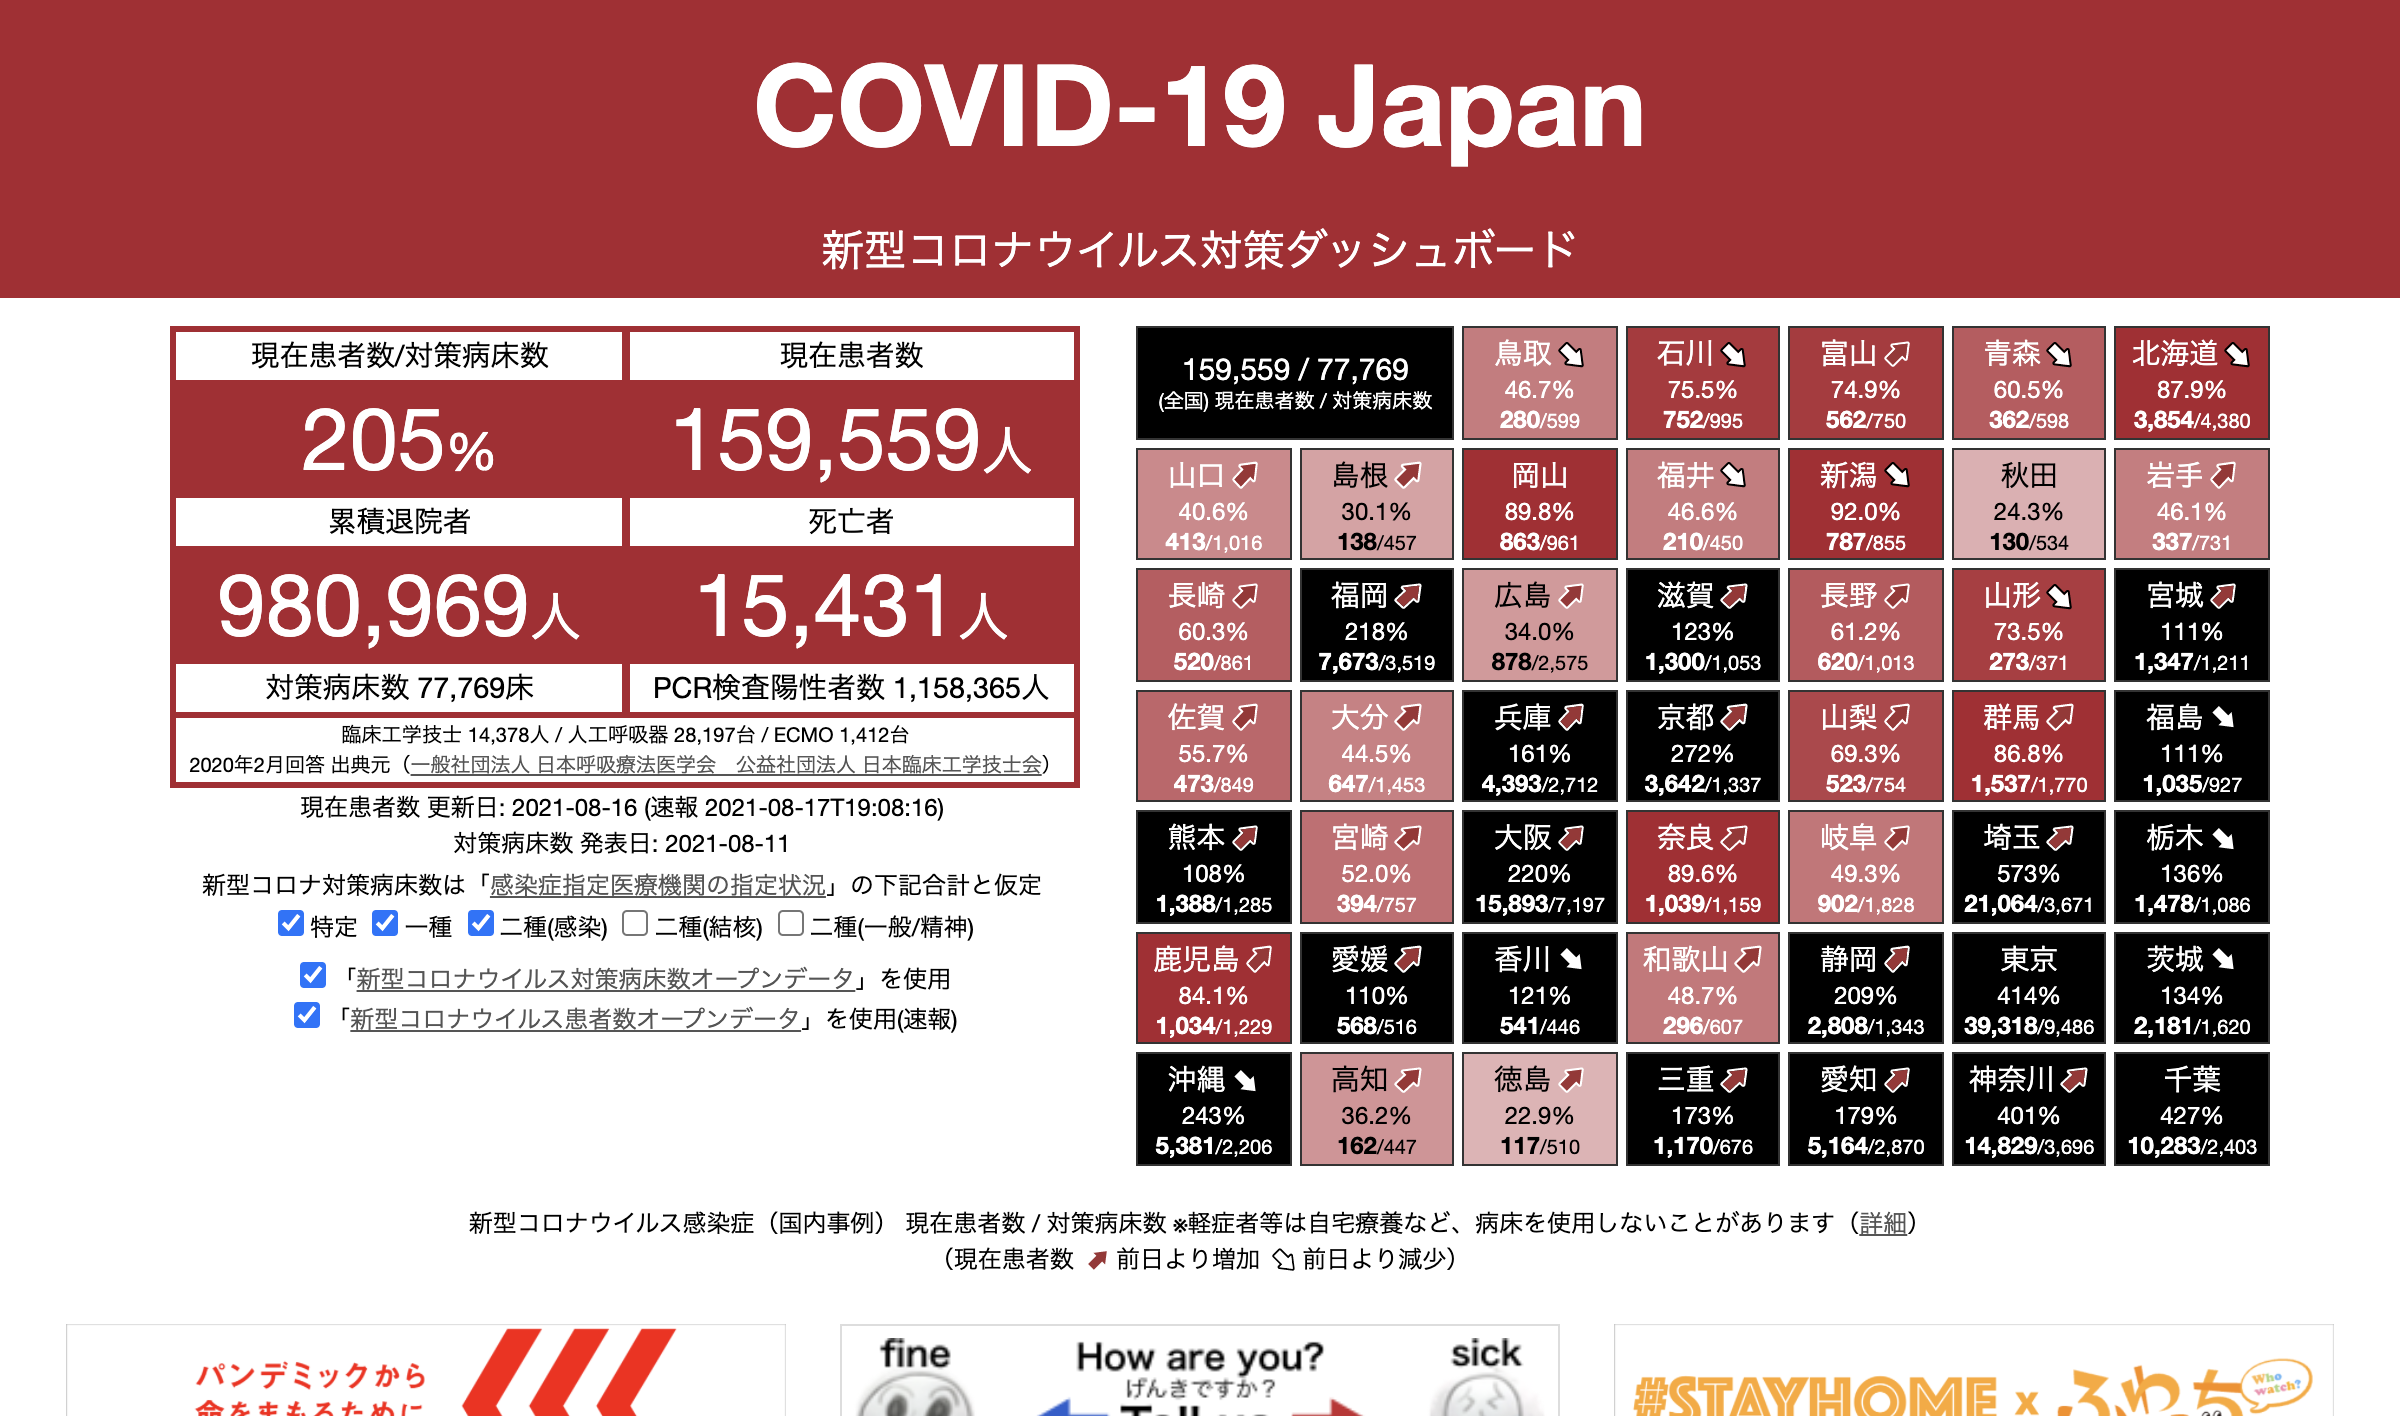 COVID-19 Japan
新型コロナウイルス対策ダッシュボード
現在患者数/対策病床数
現在患者数
205%
159,559人
累積退院者
死亡者
980,969人
15,431人
対策病床数 77,769床
PCR検査陽性者数 1,158,365人
臨床工学技士 14,378人 / 人工呼吸器 28,197台 / ECMO 1,412台
2020年2月回答 出典元（一般社団法人 日本呼吸療法医学会　公益社団法人 日本臨床工学技士会）
現在患者数 更新日: 2021-08-16 (速報 2021-08-17T19:08:16)
対策病床数 発表日: 2021-08-11
新型コロナ対策病床数は「感染症指定医療機関の指定状況」の下記合計と仮定
特定 一種 二種(感染) 二種(結核) 二種(一般/精神)
「新型コロナウイルス対策病床数オープンデータ」を使用
「新型コロナウイルス患者数オープンデータ」を使用(速報)
159,559 / 77,769
(全国) 現在患者数 / 対策病床数
鳥取
46.7%
280/599
石川
75.5%
752/995
富山
74.9%
562/750
青森
60.5%
362/598
北海道
87.9%
3,854/4,380
山口
40.6%
413/1,016
島根
30.1%
138/457
岡山
89.8%
863/961
福井
46.6%
210/450
新潟
92.0%
787/855
秋田
24.3%
130/534
岩手
46.1%
337/731
長崎
60.3%
520/861
福岡
218%
7,673/3,519
広島
34.0%
878/2,575
滋賀
123%
1,300/1,053
長野
61.2%
620/1,013
山形
73.5%
273/371
宮城
111%
1,347/1,211
佐賀
55.7%
473/849
大分
44.5%
647/1,453
兵庫
161%
4,393/2,712
京都
272%
3,642/1,337
山梨
69.3%
523/754
群馬
86.8%
1,537/1,770
福島
111%
1,035/927
熊本
108%
1,388/1,285
宮崎
52.0%
394/757
大阪
220%
15,893/7,197
奈良
89.6%
1,039/1,159
岐阜
49.3%
902/1,828
埼玉
573%
21,064/3,671
栃木
136%
1,478/1,086
鹿児島
84.1%
1,034/1,229
愛媛
110%
568/516
香川
121%
541/446
和歌山
48.7%
296/607
静岡
209%
2,808/1,343
東京
414%
39,318/9,486
茨城
134%
2,181/1,620
沖縄
243%
5,381/2,206
高知
36.2%
162/447
徳島
22.9%
117/510
三重
173%
1,170/676
愛知
179%
5,164/2,870
神奈川
401%
14,829/3,696
千葉
427%
10,283/2,403
新型コロナウイルス感染症（国内事例） 現在患者数 / 対策病床数 ※軽症者等は自宅療養など、病床を使用しないことがあります（詳細）
（現在患者数 前日より増加 前日より減少）
パンデミックから
命をまもるために
fine
How are you?
げんきですか?
Tell us
sick
#STAYHOME x ふわっち
Who watch?